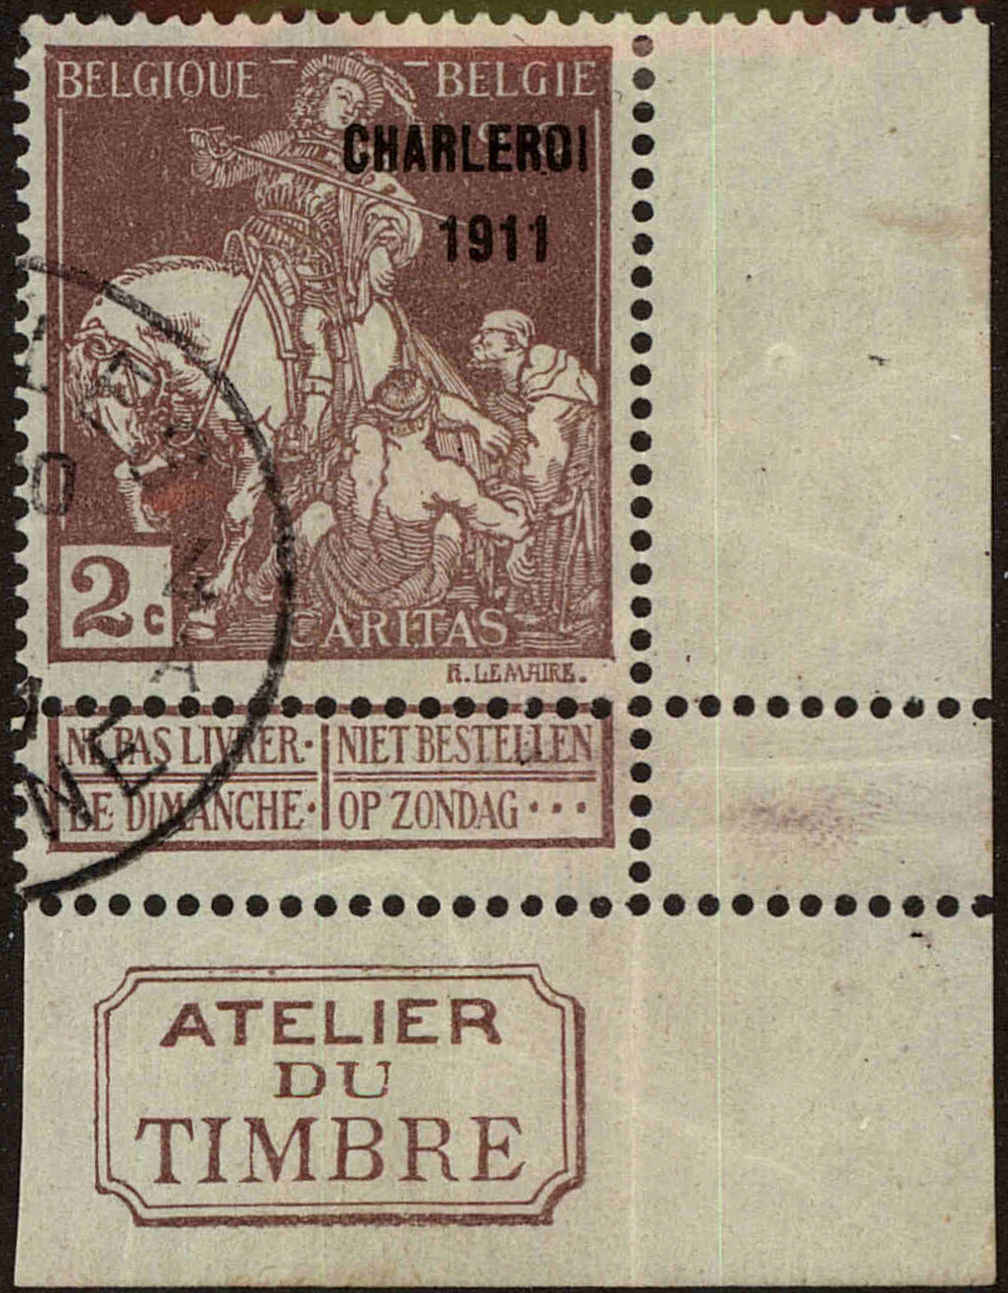 BELGIQUE - - BELGIE
CHARLEROI
1911
2c
CARITAS
H. LEMAIRE.
NE PAS LIVRER · NIET BESTELLEN
LE DIMANCHE · OP ZONDAG · · ·
ATELIER
DU
TIMBRE